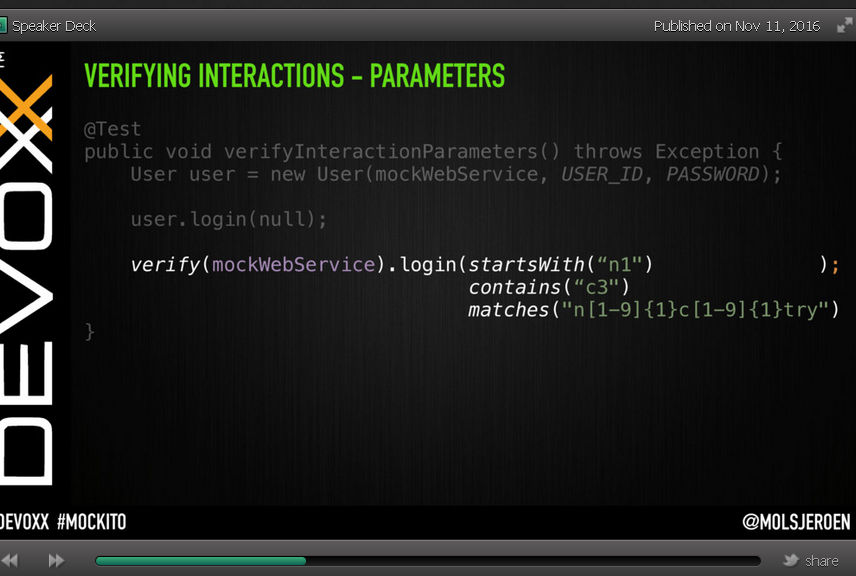 Speaker Deck
Published on Nov 11, 2016
DEVOXX
VERIFYING INTERACTIONS - PARAMETERS
@Test
public void verifyInteractionParameters() throws Exception {
User user = new User(mockWebService, USER_ID, PASSWORD);
user.login(null);
verify(mockWebService).login(startsWith(“n1") );
contains(“c3")
matches("n[1-9]{1}c[1-9]{1}try")
}
DEVOXX #MOCKITO
@MOLSJEROEN
share